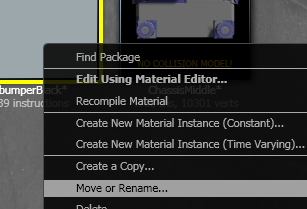 NO COLLISION MODEL!
bumperBlack*
ChassisMiddle*
39 instructions
10301 verts
Find Package
Edit Using Material Editor...
Recompile Material
Create New Material Instance (Constant)...
Create New Material Instance (Time Varying)...
Create a Copy...
Move or Rename...
Delete